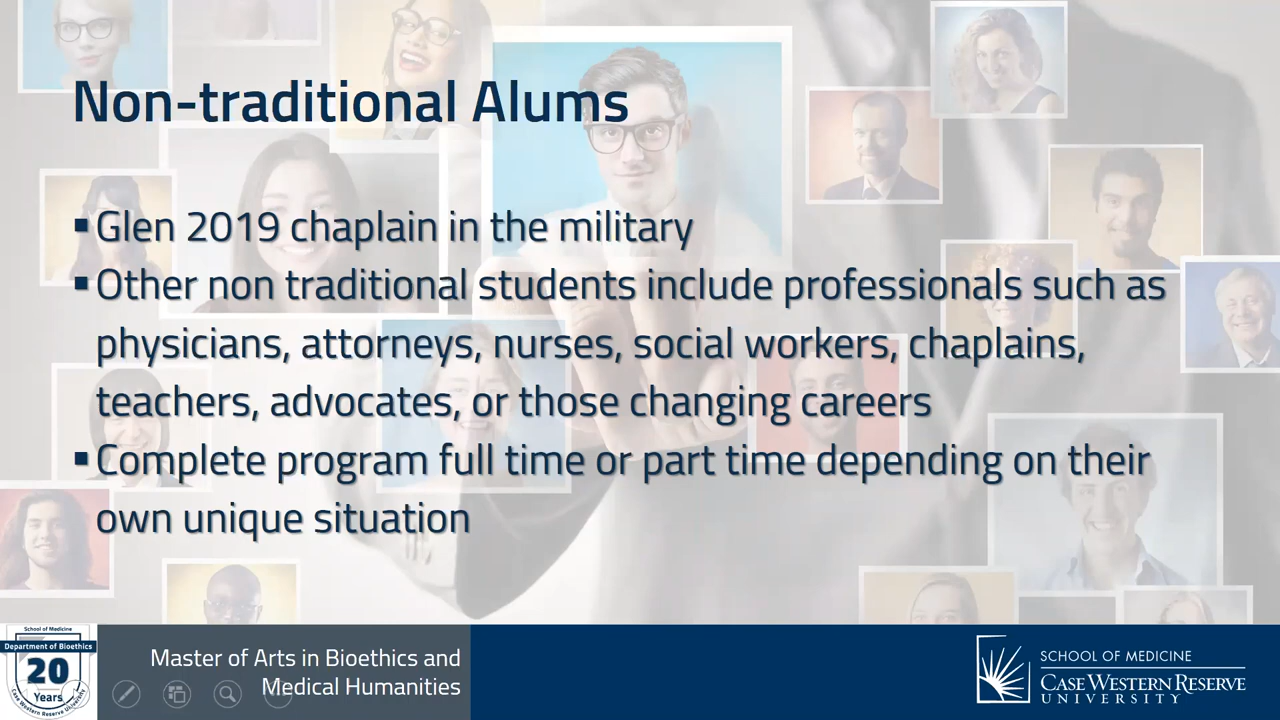 Non-traditional Alums
▪Glen 2019 chaplain in the military
▪Other non traditional students include professionals such as
physicians, attorneys, nurses, social workers, chaplains,
teachers, advocates, or those changing careers
▪Complete program full time or part time depending on their
own unique situation
School of Medicine
Department of Bioethics
20
Years
Case Western Reserve University
Master of Arts in Bioethics and
Medical Humanities
SCHOOL OF MEDICINE
CASE WESTERN RESERVE
UNIVERSITY